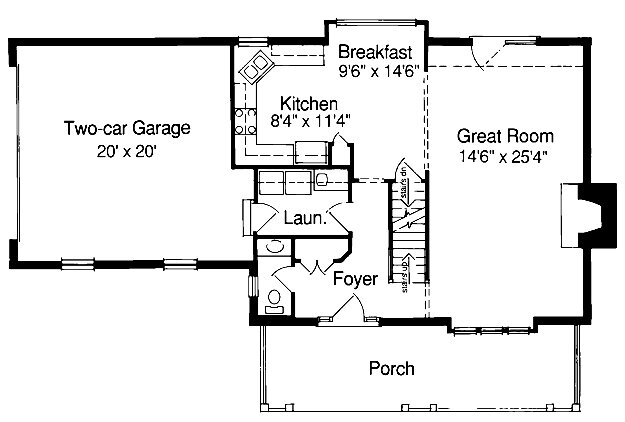 Breakfast
9'6" x 14'6"
Kitchen
8'4" x 11'4"
Two-car Garage
20' x 20'
Great Room
14'6" x 25'4"
stairs dn
Laun.
stairs up
Foyer
Porch